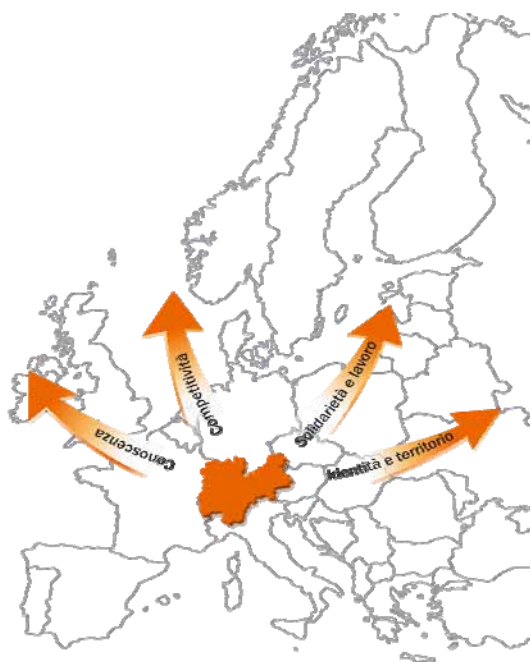 Conoscenza
Competitività
Solidarietà e lavoro
Identità e territorio